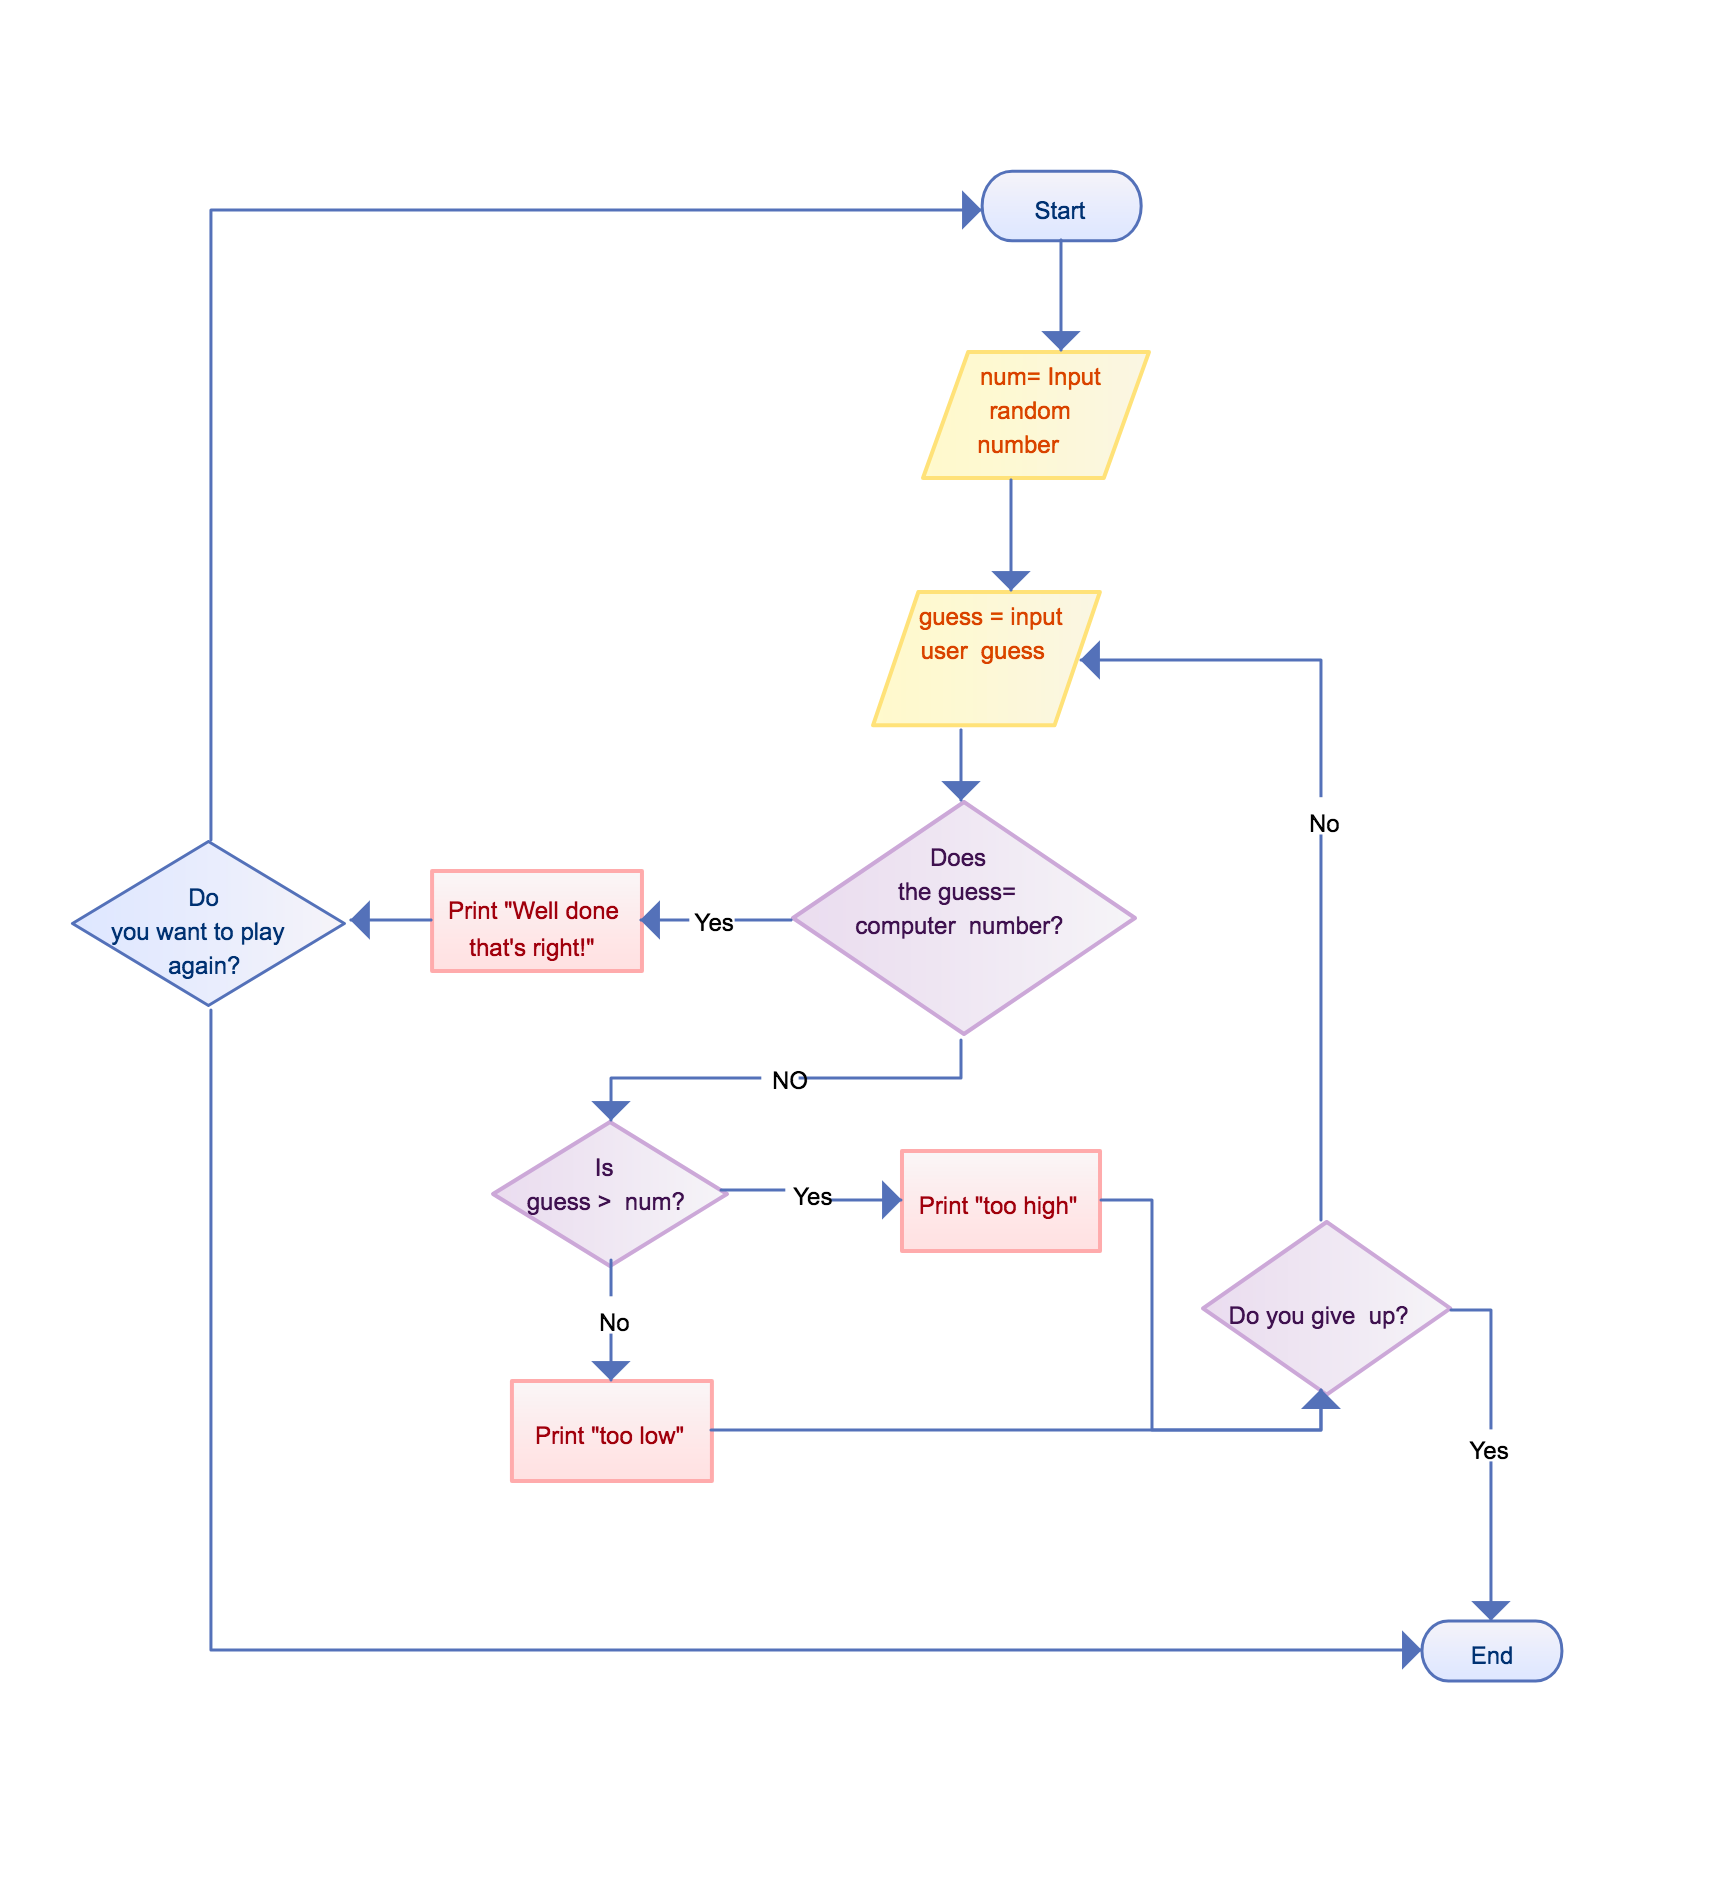 Start
num= Input
random
number
guess = input
user  guess
No
Does
the guess=
computer  number?
Yes
Print "Well done
that's right!"
Do
you want to play
again?
NO
Is
guess >  num?
Yes
Print "too high"
No
Print "too low"
Do you give  up?
Yes
End